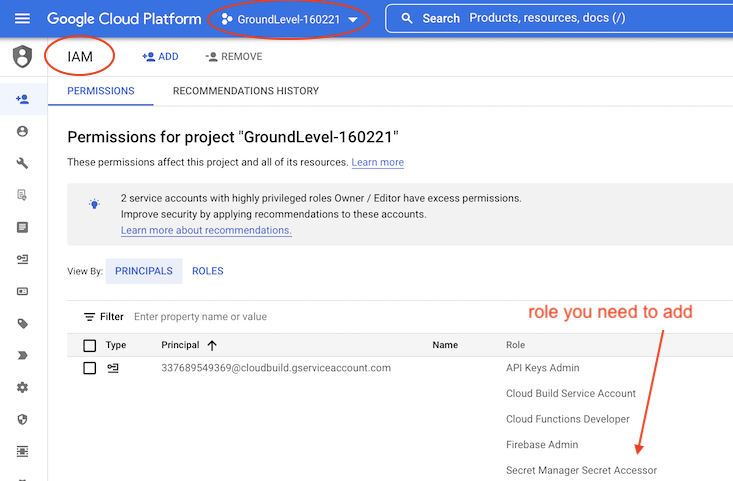 Google Cloud Platform GroundLevel-160221 Search Products, resources, docs (/)
IAM ADD REMOVE
PERMISSIONS RECOMMENDATIONS HISTORY
Permissions for project "GroundLevel-160221"
These permissions affect this project and all of its resources. Learn more
2 service accounts with highly privileged roles Owner / Editor have excess permissions.
Improve security by applying recommendations to these accounts.
Learn more about recommendations.
View By: PRINCIPALS ROLES
Filter Enter property name or value
role you need to add
Type Principal Name Role
337689549369@cloudbuild.gserviceaccount.com API Keys Admin
Cloud Build Service Account
Cloud Functions Developer
Firebase Admin
Secret Manager Secret Accessor